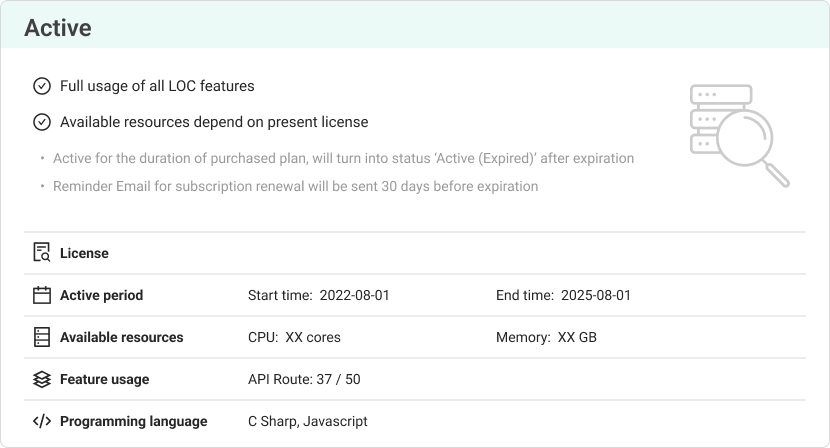 Active
Full usage of all LOC features
Available resources depend on present license
• Active for the duration of purchased plan, will turn into status ‘Active (Expired)’ after expiration
• Reminder Email for subscription renewal will be sent 30 days before expiration
License
Active period Start time: 2022-08-01 End time: 2025-08-01
Available resources CPU: XX cores Memory: XX GB
Feature usage API Route: 37 / 50
Programming language C Sharp, Javascript